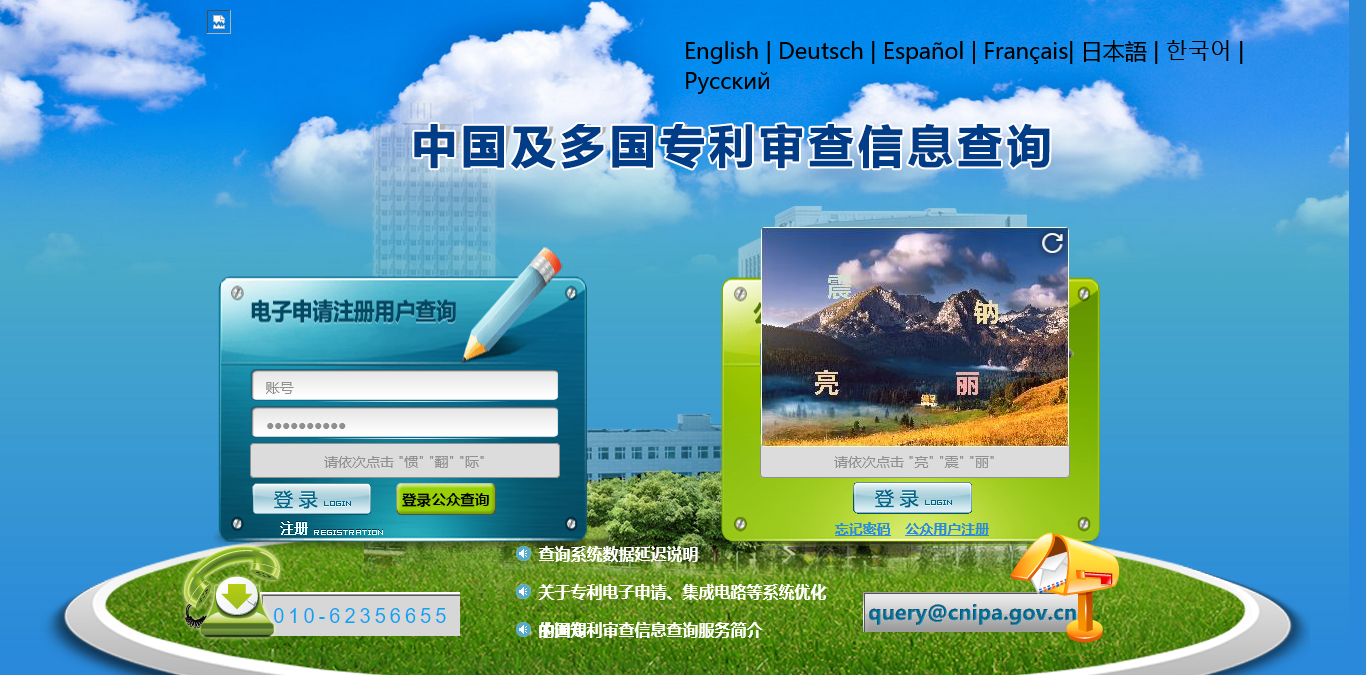 English | Deutsch | Español | Français| 日本語 | 한국어 |
Русский
中国及多国专利审查信息查询
电子申请注册用户查询
账号
请依次点击 "惯" "翻" "际"
登录 LOGIN
登录公众查询
注册 REGISTRATION
震
钠
亮
丽
请依次点击 "亮" "震" "丽"
登录 LOGIN
忘记密码 公众用户注册
查询系统数据延迟说明
关于专利电子申请、集成电路等系统优化
利审查信息查询服务简介
010-62356655
query@cnipa.gov.cn